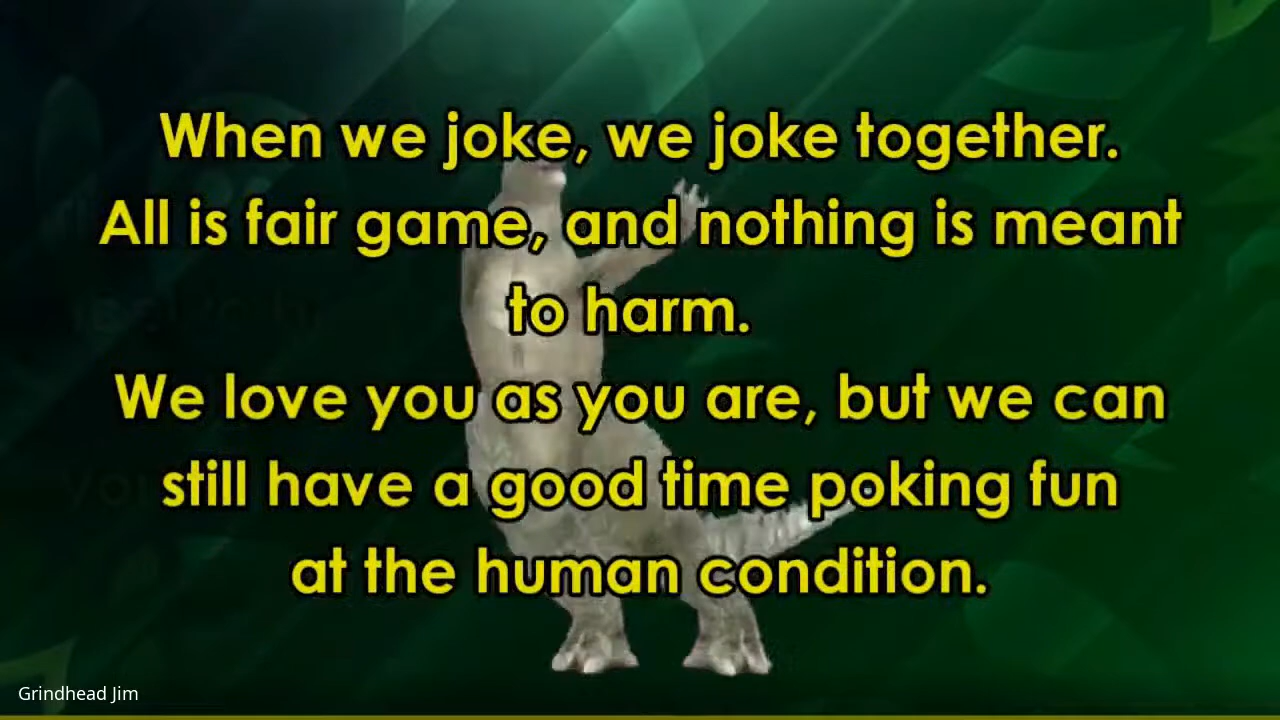 When we joke, we joke together.
All is fair game, and nothing is meant
to harm.
We love you as you are, but we can
still have a good time poking fun
at the human condition.
Grindhead Jim